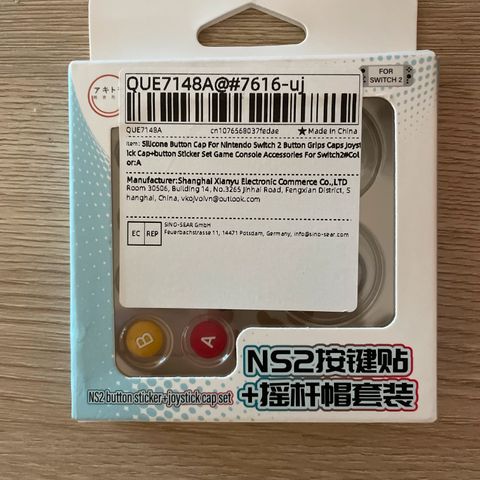 アキト
FOR
SWITCH 2
QUE7148A@#7616-uj
QUE7148A cn1076568037fedae ★Made In China
Item: Silicone Button Cap For Nintendo Switch 2 Button Grips Caps Joyst
ick Cap+button Sticker Set Game Console Accessories For Switch2#Col
or:A
Manufacturer:Shanghai Xianyu Electronic Commerce Co.,LTD
Room 30506, Building 14, No.3265 Jinhai Road, Fengxian District, S
hanghai, China, vkojvolvn@outlook.com
EC REP
SINO-SEAR GmbH
Feuerbachstrasse 11, 14471 Potsdam, Germany, info@sino-sear.com
B
A
NS2按键贴
+摇杆帽套装
NS2 button sticker+joystick cap set